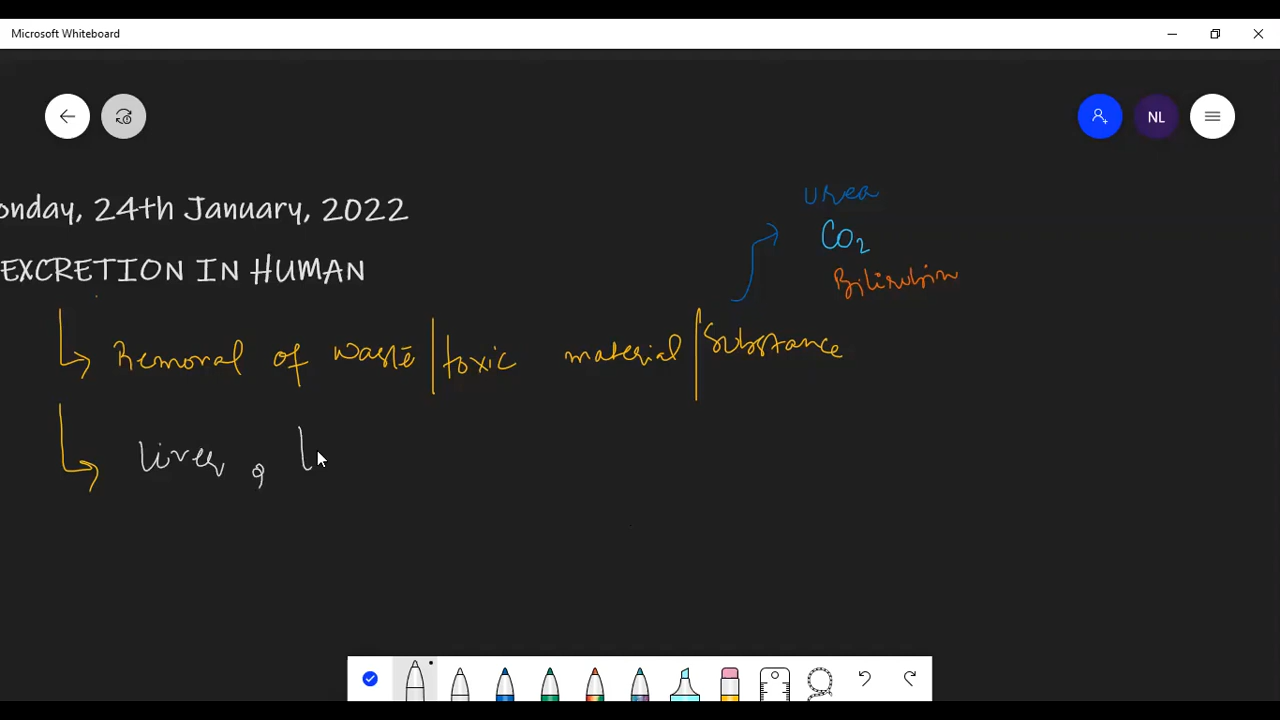 Microsoft Whiteboard
NL
onday, 24th January, 2022
EXCRETION IN HUMAN
urea
CO2
Bilirubin
Removal of waste|toxic material|Substance
liver, l